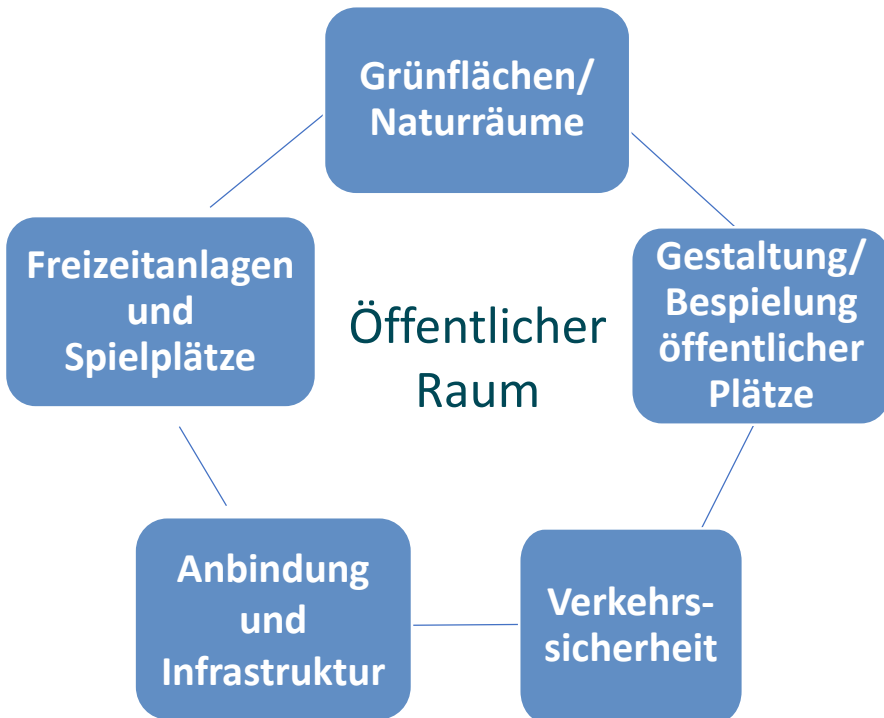 Grünflächen/
Naturräume
Gestaltung/
Bespielung
öffentlicher
Plätze
Verkehrs-
sicherheit
Anbindung
und
Infrastruktur
Freizeitanlagen
und
Spielplätze
Öffentlicher
Raum